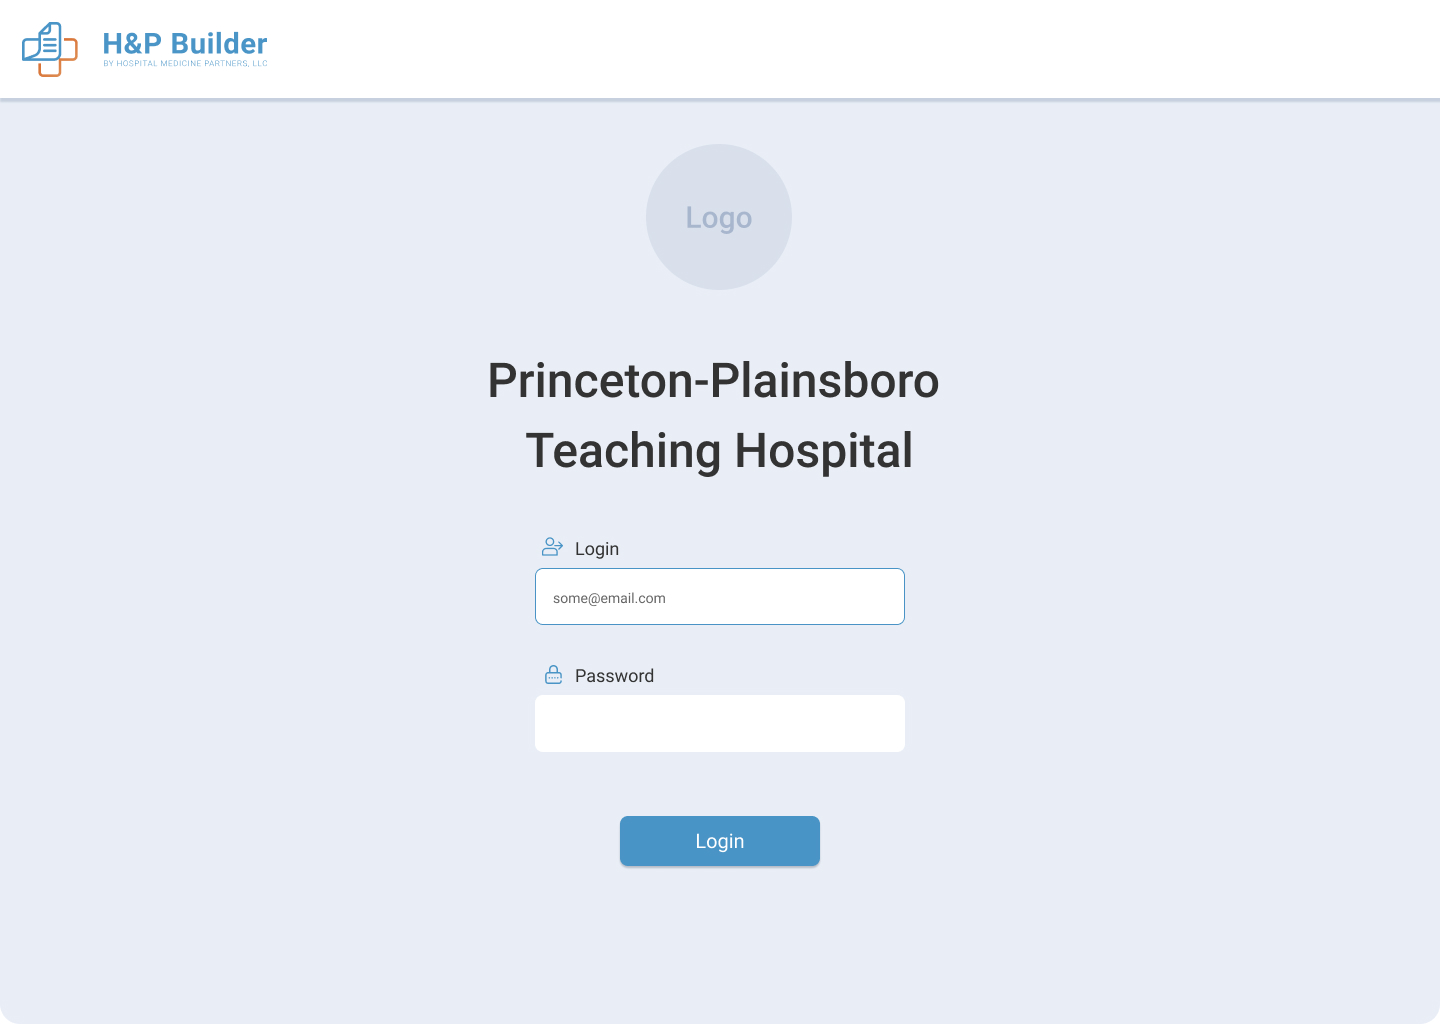 H&P Builder
BY HOSPITAL MEDICINE PARTNERS, LLC
Logo
Princeton-Plainsboro
Teaching Hospital
Login
some@email.com
Password
Login